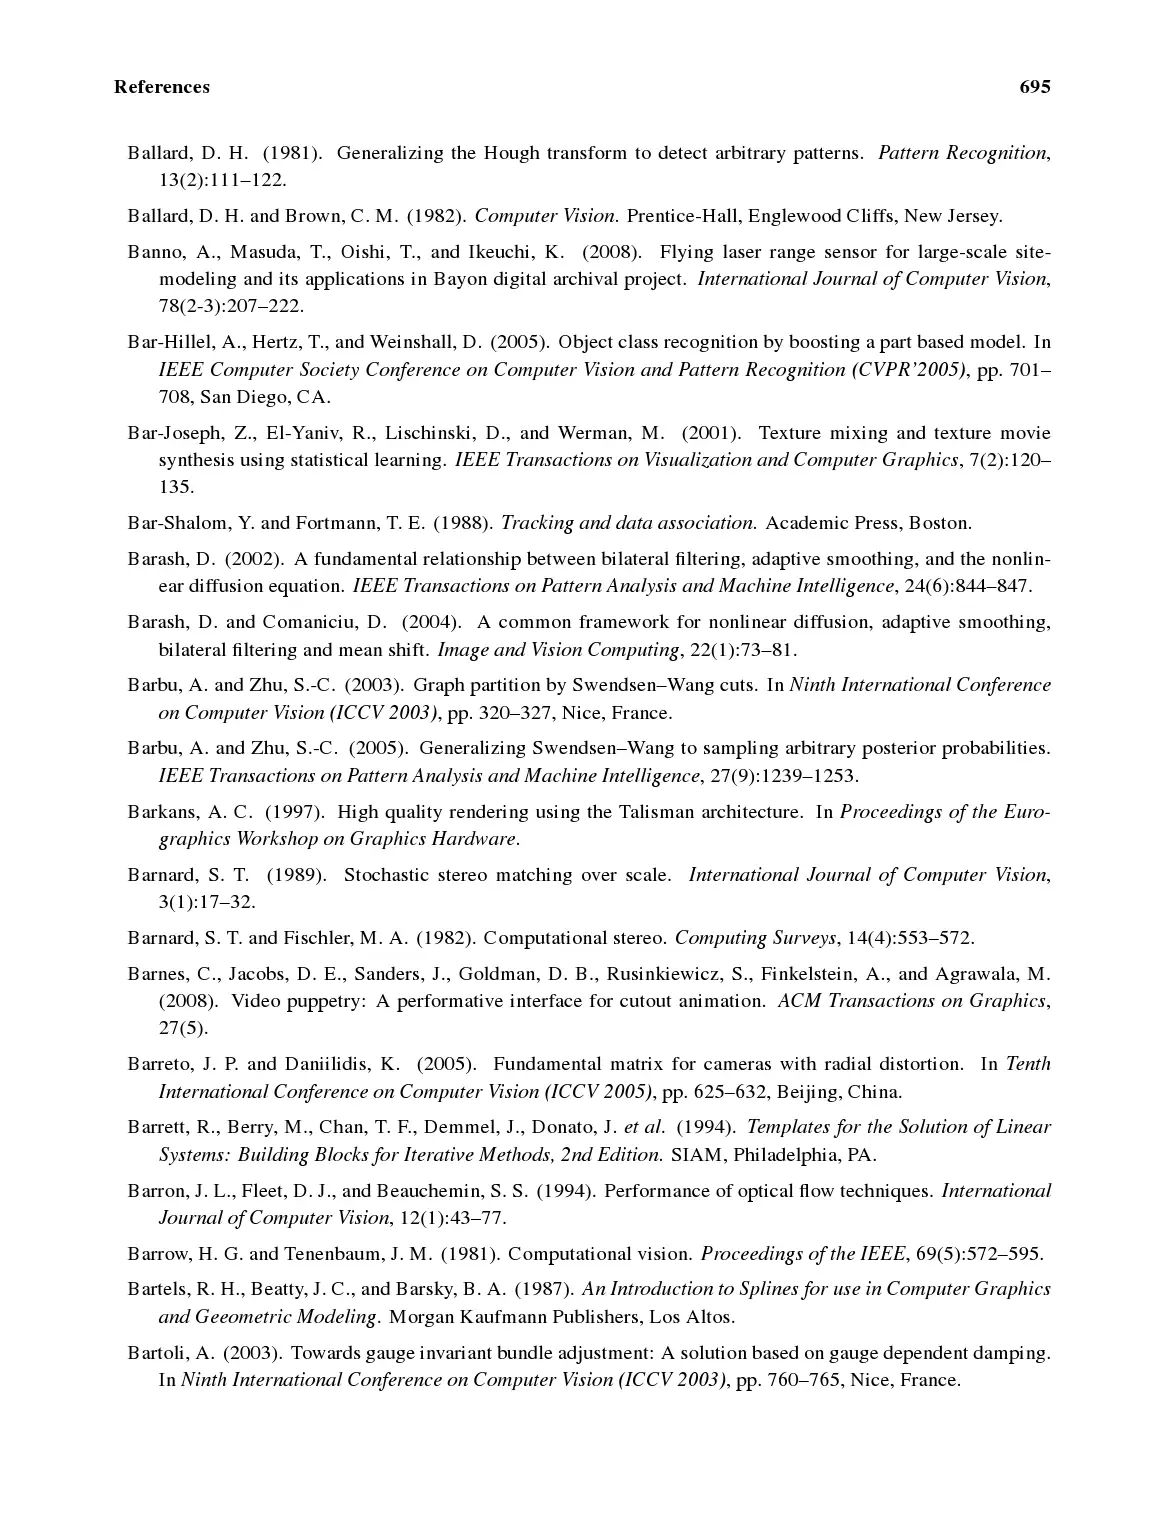 References 695
Ballard, D. H. (1981). Generalizing the Hough transform to detect arbitrary patterns. Pattern Recognition,
13(2):111–122.
Ballard, D. H. and Brown, C. M. (1982). Computer Vision. Prentice-Hall, Englewood Cliffs, New Jersey.
Banno, A., Masuda, T., Oishi, T., and Ikeuchi, K. (2008). Flying laser range sensor for large-scale site-
modeling and its applications in Bayon digital archival project. International Journal of Computer Vision,
78(2-3):207–222.
Bar-Hillel, A., Hertz, T., and Weinshall, D. (2005). Object class recognition by boosting a part based model. In
IEEE Computer Society Conference on Computer Vision and Pattern Recognition (CVPR'2005), pp. 701–
708, San Diego, CA.
Bar-Joseph, Z., El-Yaniv, R., Lischinski, D., and Werman, M. (2001). Texture mixing and texture movie
synthesis using statistical learning. IEEE Transactions on Visualization and Computer Graphics, 7(2):120–
135.
Bar-Shalom, Y. and Fortmann, T. E. (1988). Tracking and data association. Academic Press, Boston.
Barash, D. (2002). A fundamental relationship between bilateral filtering, adaptive smoothing, and the nonlin-
ear diffusion equation. IEEE Transactions on Pattern Analysis and Machine Intelligence, 24(6):844–847.
Barash, D. and Comaniciu, D. (2004). A common framework for nonlinear diffusion, adaptive smoothing,
bilateral filtering and mean shift. Image and Vision Computing, 22(1):73–81.
Barbu, A. and Zhu, S.-C. (2003). Graph partition by Swendsen–Wang cuts. In Ninth International Conference
on Computer Vision (ICCV 2003), pp. 320–327, Nice, France.
Barbu, A. and Zhu, S.-C. (2005). Generalizing Swendsen–Wang to sampling arbitrary posterior probabilities.
IEEE Transactions on Pattern Analysis and Machine Intelligence, 27(9):1239–1253.
Barkans, A. C. (1997). High quality rendering using the Talisman architecture. In Proceedings of the Euro-
graphics Workshop on Graphics Hardware.
Barnard, S. T. (1989). Stochastic stereo matching over scale. International Journal of Computer Vision,
3(1):17–32.
Barnard, S. T. and Fischler, M. A. (1982). Computational stereo. Computing Surveys, 14(4):553–572.
Barnes, C., Jacobs, D. E., Sanders, J., Goldman, D. B., Rusinkiewicz, S., Finkelstein, A., and Agrawala, M.
(2008). Video puppetry: A performative interface for cutout animation. ACM Transactions on Graphics,
27(5).
Barreto, J. P. and Daniilidis, K. (2005). Fundamental matrix for cameras with radial distortion. In Tenth
International Conference on Computer Vision (ICCV 2005), pp. 625–632, Beijing, China.
Barrett, R., Berry, M., Chan, T. F., Demmel, J., Donato, J. et al. (1994). Templates for the Solution of Linear
Systems: Building Blocks for Iterative Methods, 2nd Edition. SIAM, Philadelphia, PA.
Barron, J. L., Fleet, D. J., and Beauchemin, S. S. (1994). Performance of optical flow techniques. International
Journal of Computer Vision, 12(1):43–77.
Barrow, H. G. and Tenenbaum, J. M. (1981). Computational vision. Proceedings of the IEEE, 69(5):572–595.
Bartels, R. H., Beatty, J. C., and Barsky, B. A. (1987). An Introduction to Splines for use in Computer Graphics
and Geeometric Modeling. Morgan Kaufmann Publishers, Los Altos.
Bartoli, A. (2003). Towards gauge invariant bundle adjustment: A solution based on gauge dependent damping.
In Ninth International Conference on Computer Vision (ICCV 2003), pp. 760–765, Nice, France.